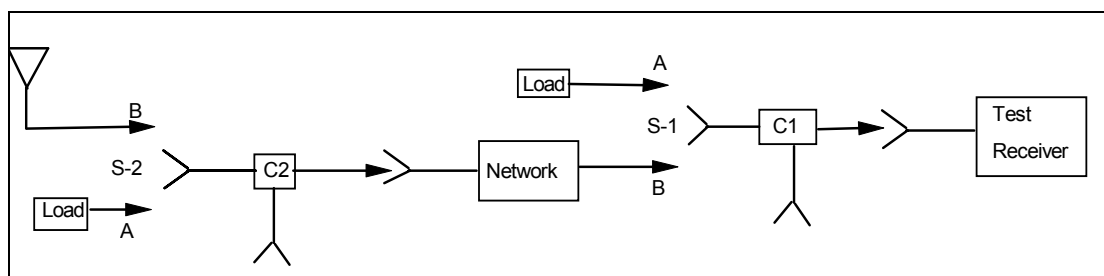 A
Load
B
S-1
C1
Test
Receiver
S-2
C2
Network
B
Load
A